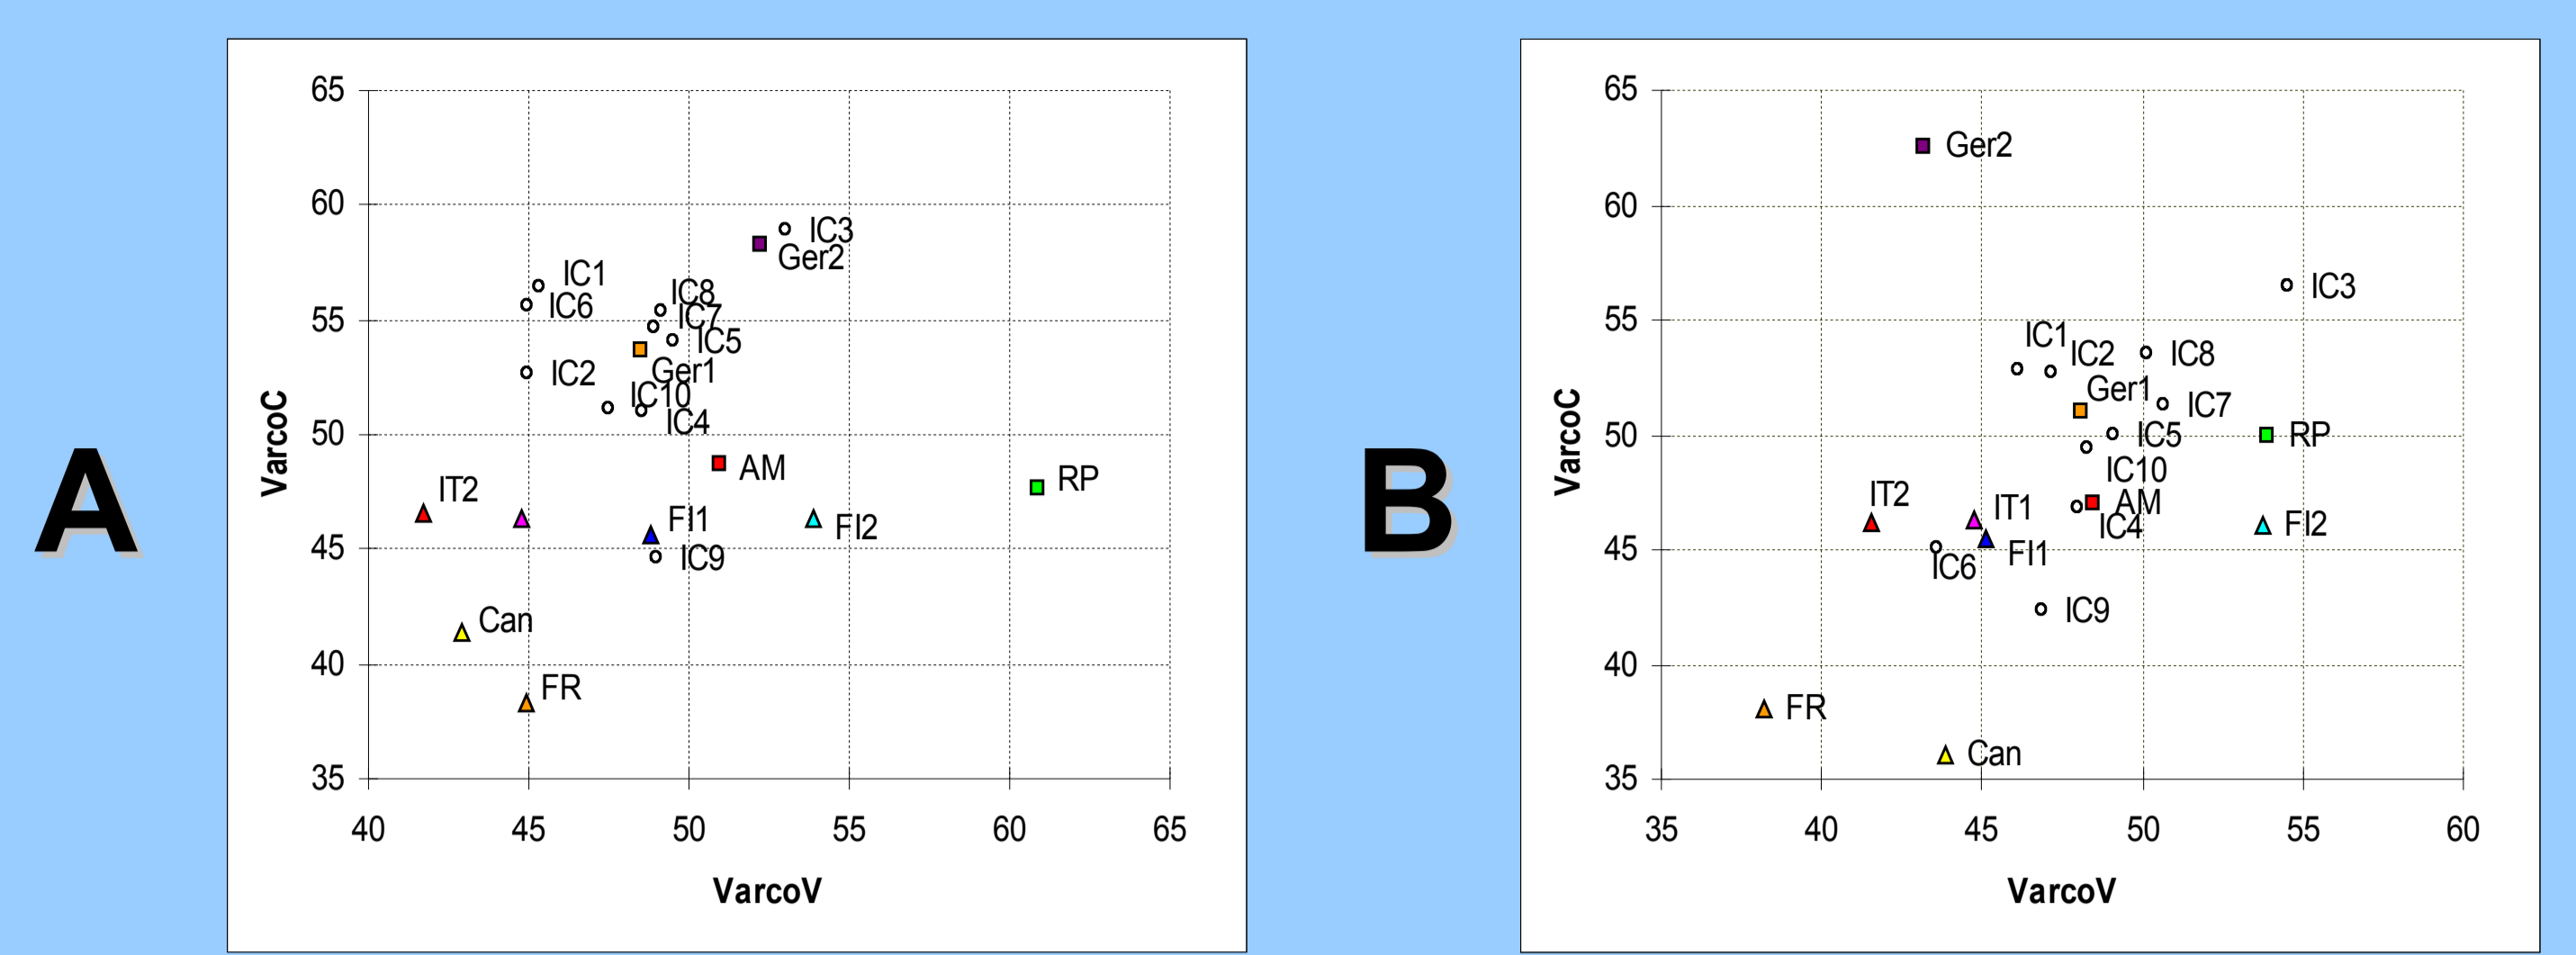 A
65
60
55
50
45
40
35
VarcoC
IC3
Ger2
IC1
IC6
IC8
IC7
IC5
Ger1
IC2
IC10
IC4
AM
RP
IT2
FI1
FI2
IC9
Can
FR
40 45 50 55 60 65
VarcoV
B
65
60
55
50
45
40
35
VarcoC
Ger2
IC3
IC1
IC2
IC8
Ger1
IC7
IC5
RP
IC10
IT2
IT1
AM
IC4
FI2
FI1
IC6
IC9
FR
Can
35 40 45 50 55 60
VarcoV